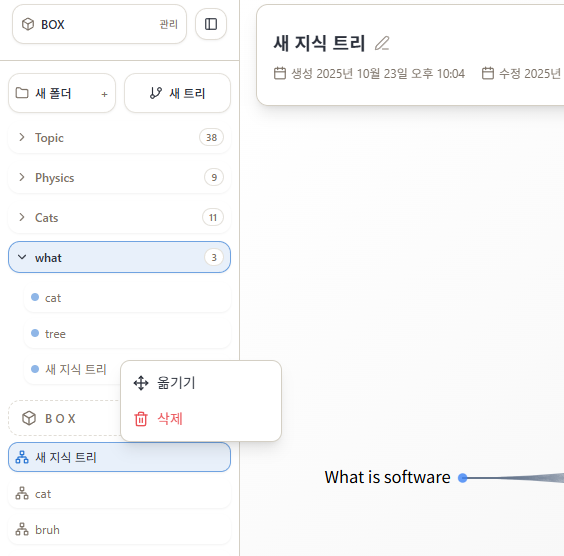 BOX 관리
새 폴더 + 새 트리
Topic 38
Physics 9
Cats 11
what 3
cat
tree
새 지식 트리
옮기기
삭제
BOX
새 지식 트리
cat
bruh
새 지식 트리
생성 2025년 10월 23일 오후 10:04 수정 2025년
What is software